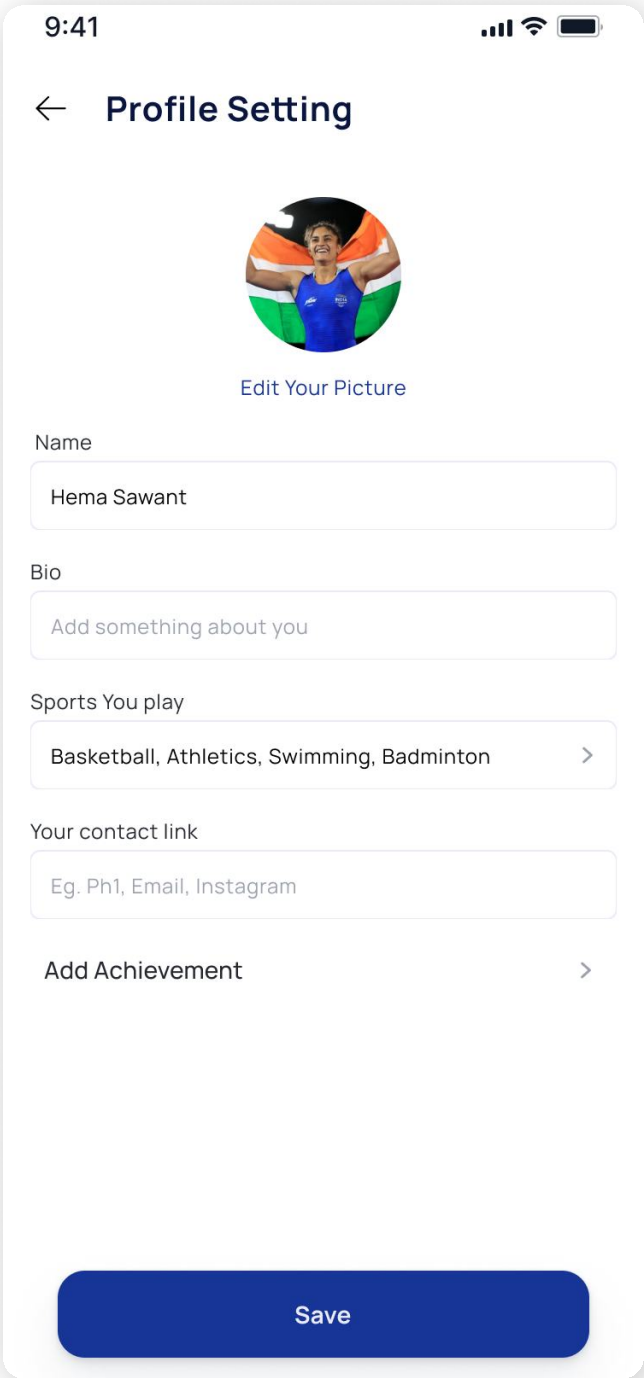 9:41
Profile Setting
Edit Your Picture
Name
Hema Sawant
Bio
Add something about you
Sports You play
Basketball, Athletics, Swimming, Badminton
Your contact link
Eg. Ph1, Email, Instagram
Add Achievement
Save